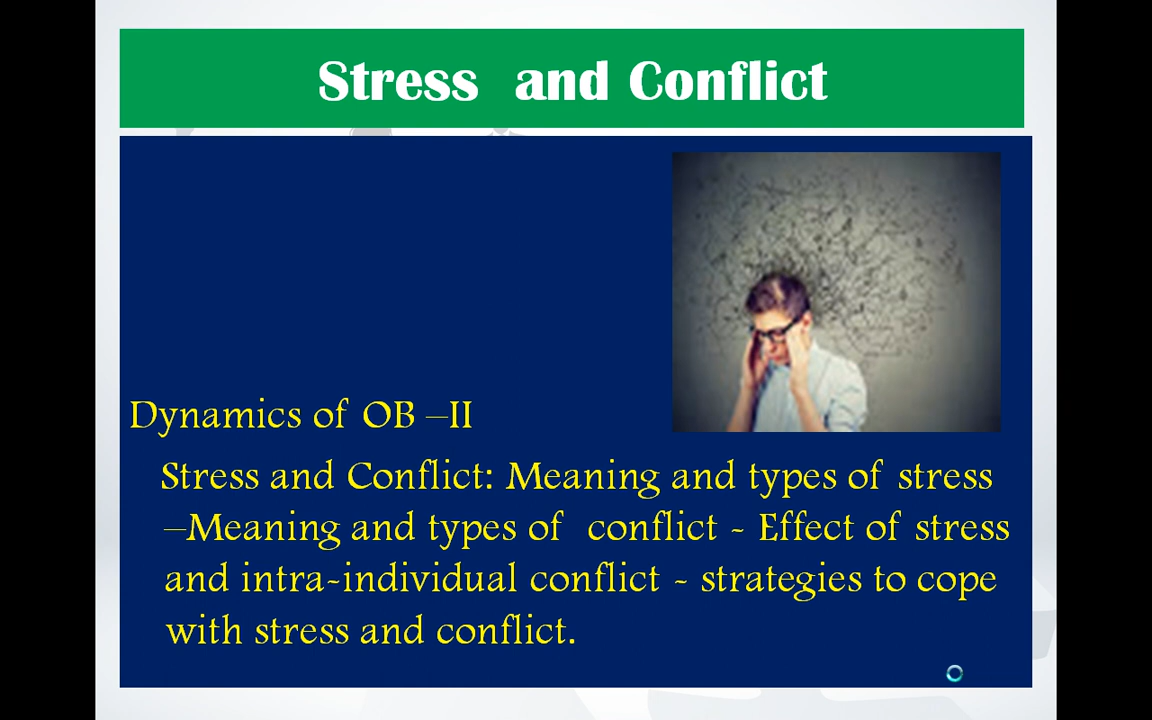 Stress and Conflict
Dynamics of OB –II
Stress and Conflict: Meaning and types of stress
–Meaning and types of conflict - Effect of stress
and intra-individual conflict - strategies to cope
with stress and conflict.